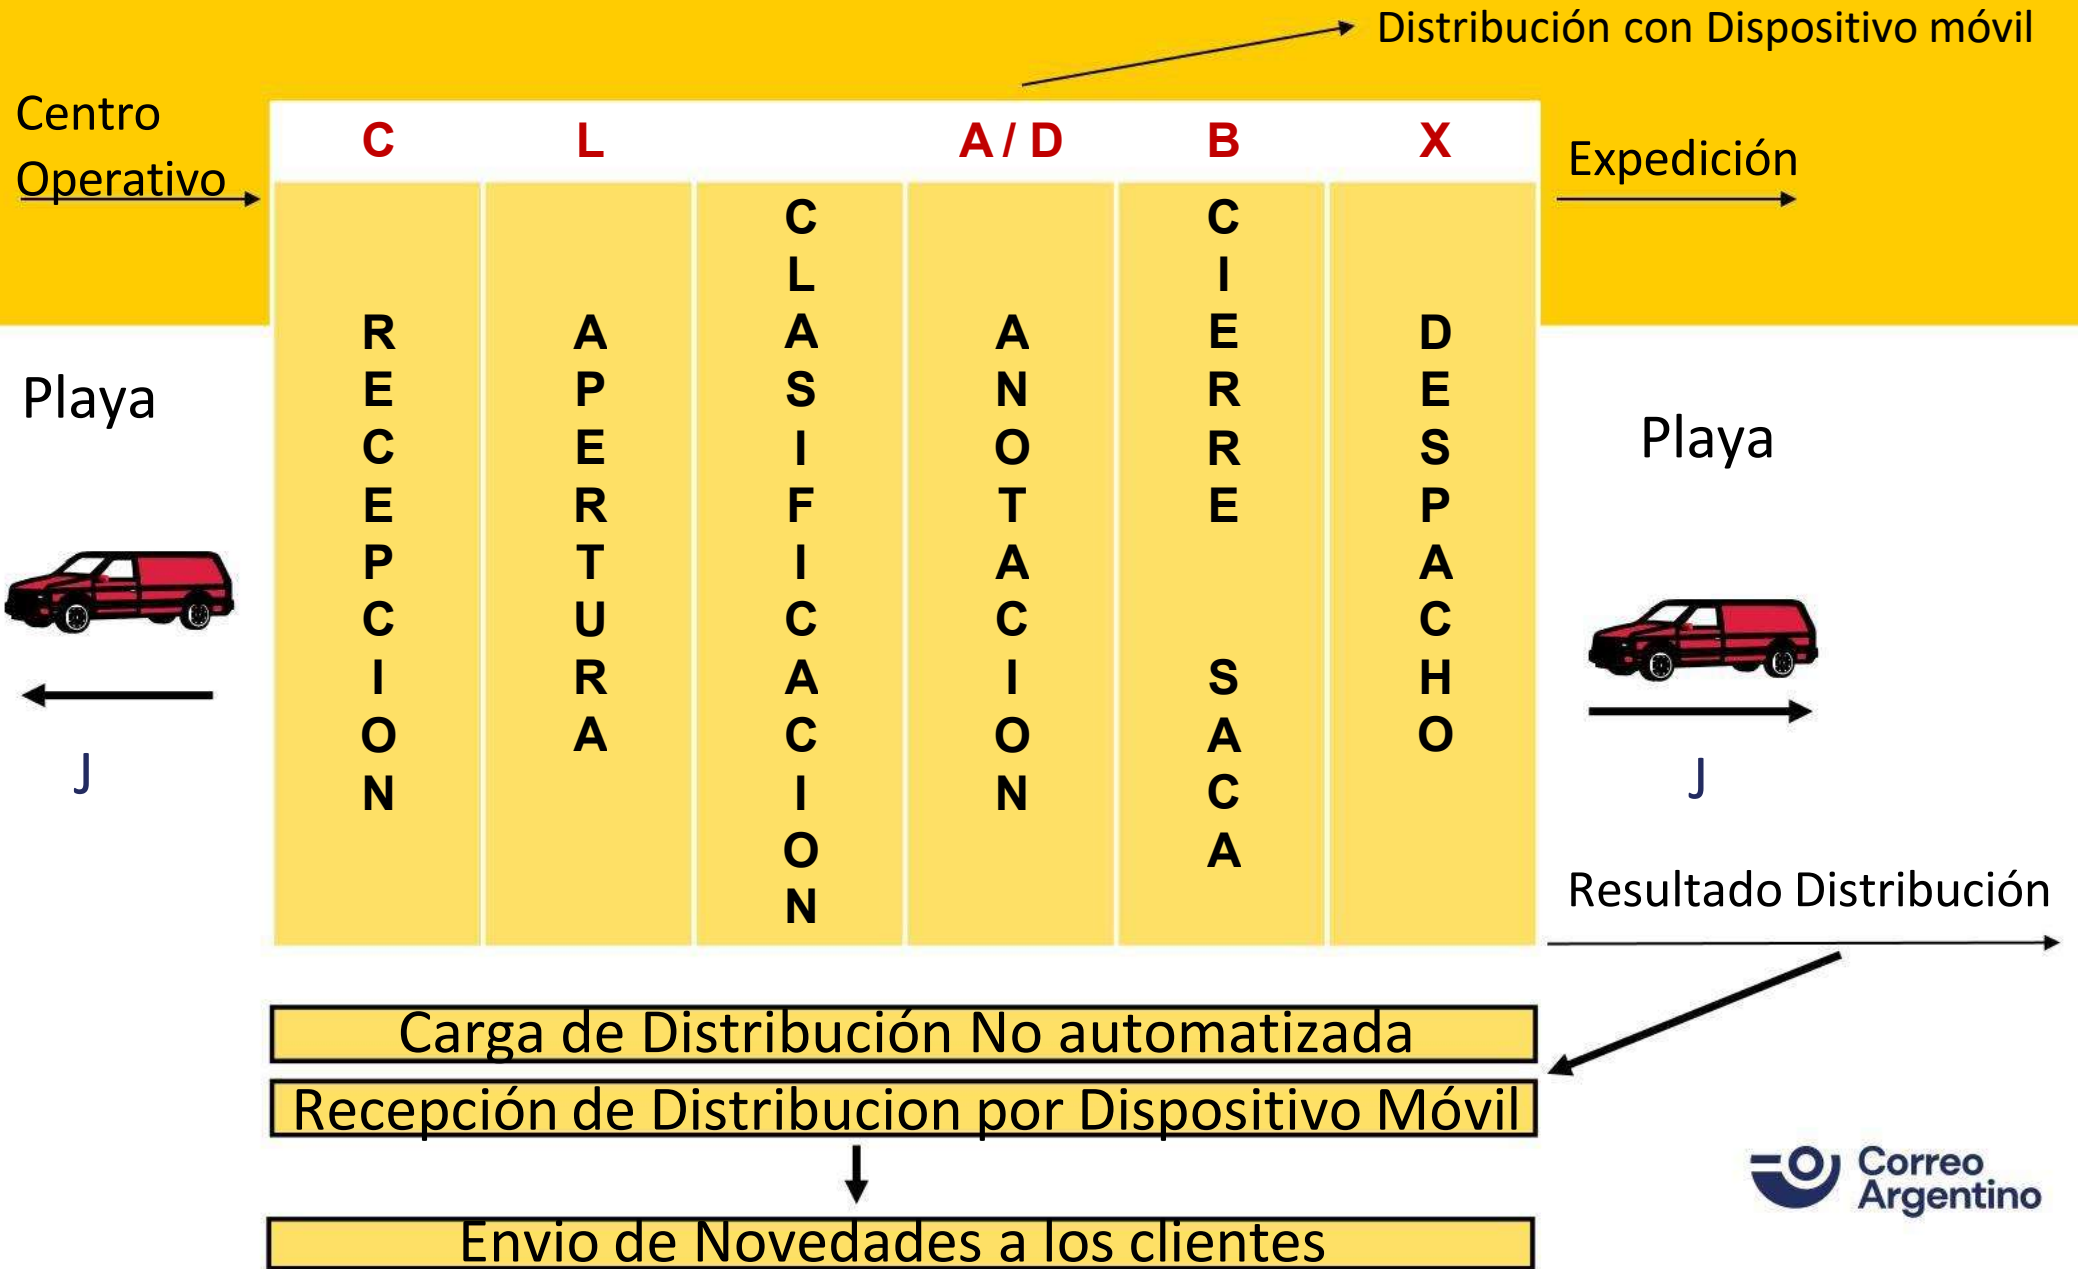 Distribución con Dispositivo móvil
Centro
Operativo
C L A / D B X
Expedición
RECEPCION
APERTURA
CLASIFICACION
ANOTACION
CIERRE SACA
DESPACHO
Playa
Playa
J
J
Resultado Distribución
Carga de Distribución No automatizada
Recepción de Distribucion por Dispositivo Móvil
Envio de Novedades a los clientes
Correo
Argentino